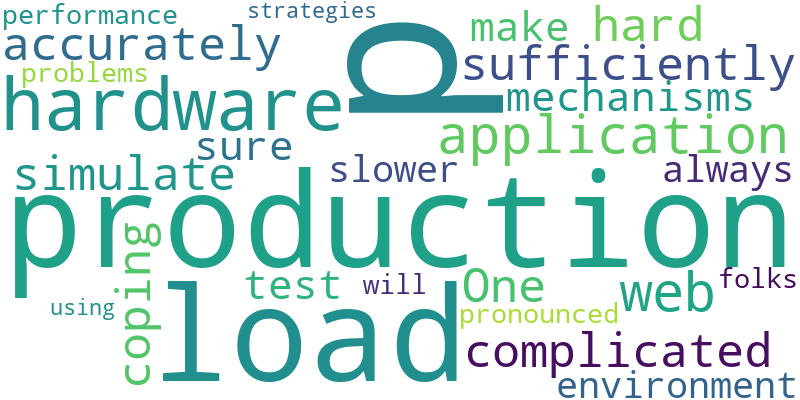 performance strategies
make hard
accurately
sufficiently
problems
p
hardware
mechanisms
application
sure
simulate
slower
always
production
coping
test
will
One
web
folks
using
load
pronounced
complicated
environment